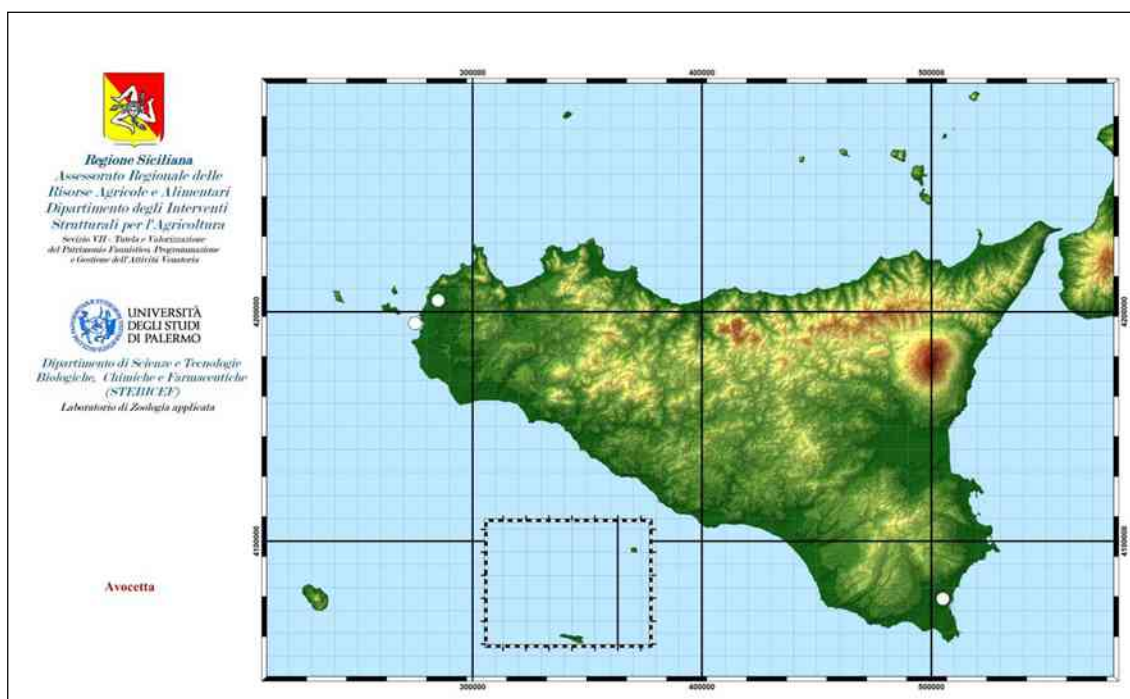 Regione Siciliana
Assessorato Regionale delle
Risorse Agricole e Alimentari
Dipartimento degli Interventi
Strutturali per l'Agricoltura
Servizio VII - Tutela e Valorizzazione
del Patrimonio Faunistico. Programmazione
e Gestione dell'Attività Venatoria
UNIVERSITÀ
DEGLI STUDI
DI PALERMO
Dipartimento di Scienze e Tecnologie
Biologiche, Chimiche e Farmaceutiche
(STEBICEF)
Laboratorio di Zoologia applicata
Avocetta
300000
400000
500000
4200000
4200000
4100000
4100000
300000
400000
500000